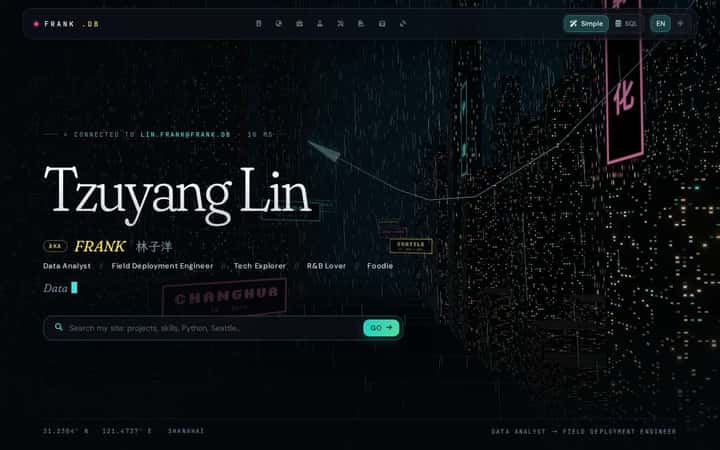 FRANK .DB
Simple
SQL
EN
化
CONNECTED TO LIN.FRANK@FRANK.DB · 10 MS
Tzuyang Lin
AKA FRANK 林子洋
SEATTLE
Data Analyst // Field Deployment Engineer // Tech Explorer // R&B Lover // Foodie
Data
CHANGHUA
Search my site: projects, skills, Python, Seattle…
GO →
31.2304° N 121.4737° E SHANGHAI
DATA ANALYST → FIELD DEPLOYMENT ENGINEER